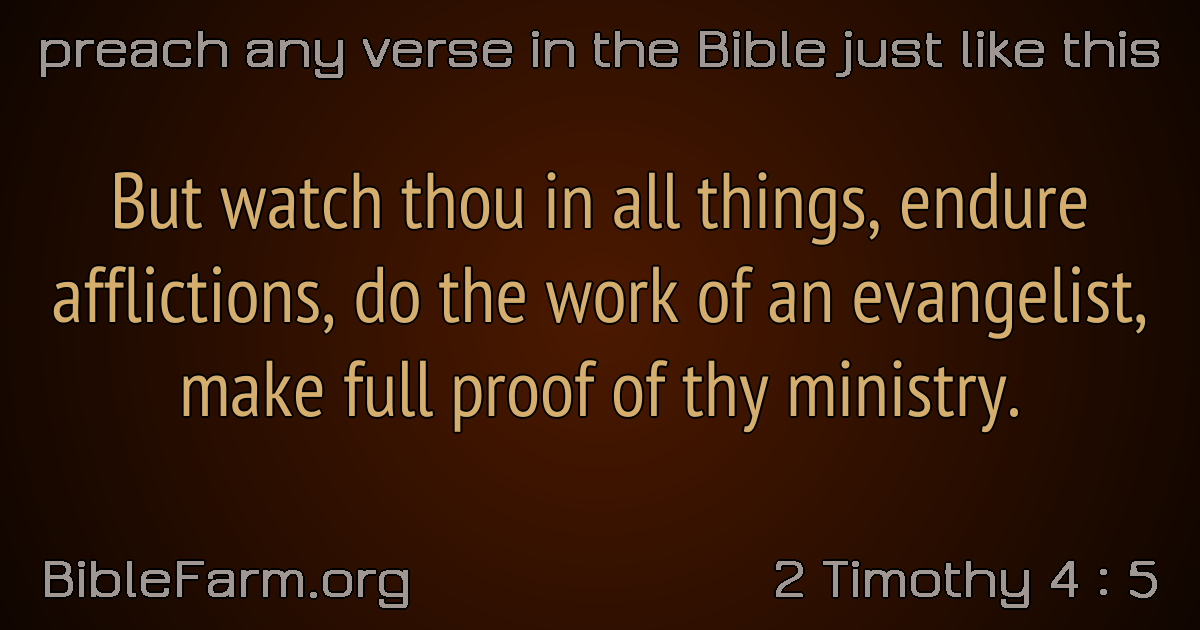 preach any verse in the Bible just like this
But watch thou in all things, endure
afflictions, do the work of an evangelist,
make full proof of thy ministry.
BibleFarm.org
2 Timothy 4 : 5